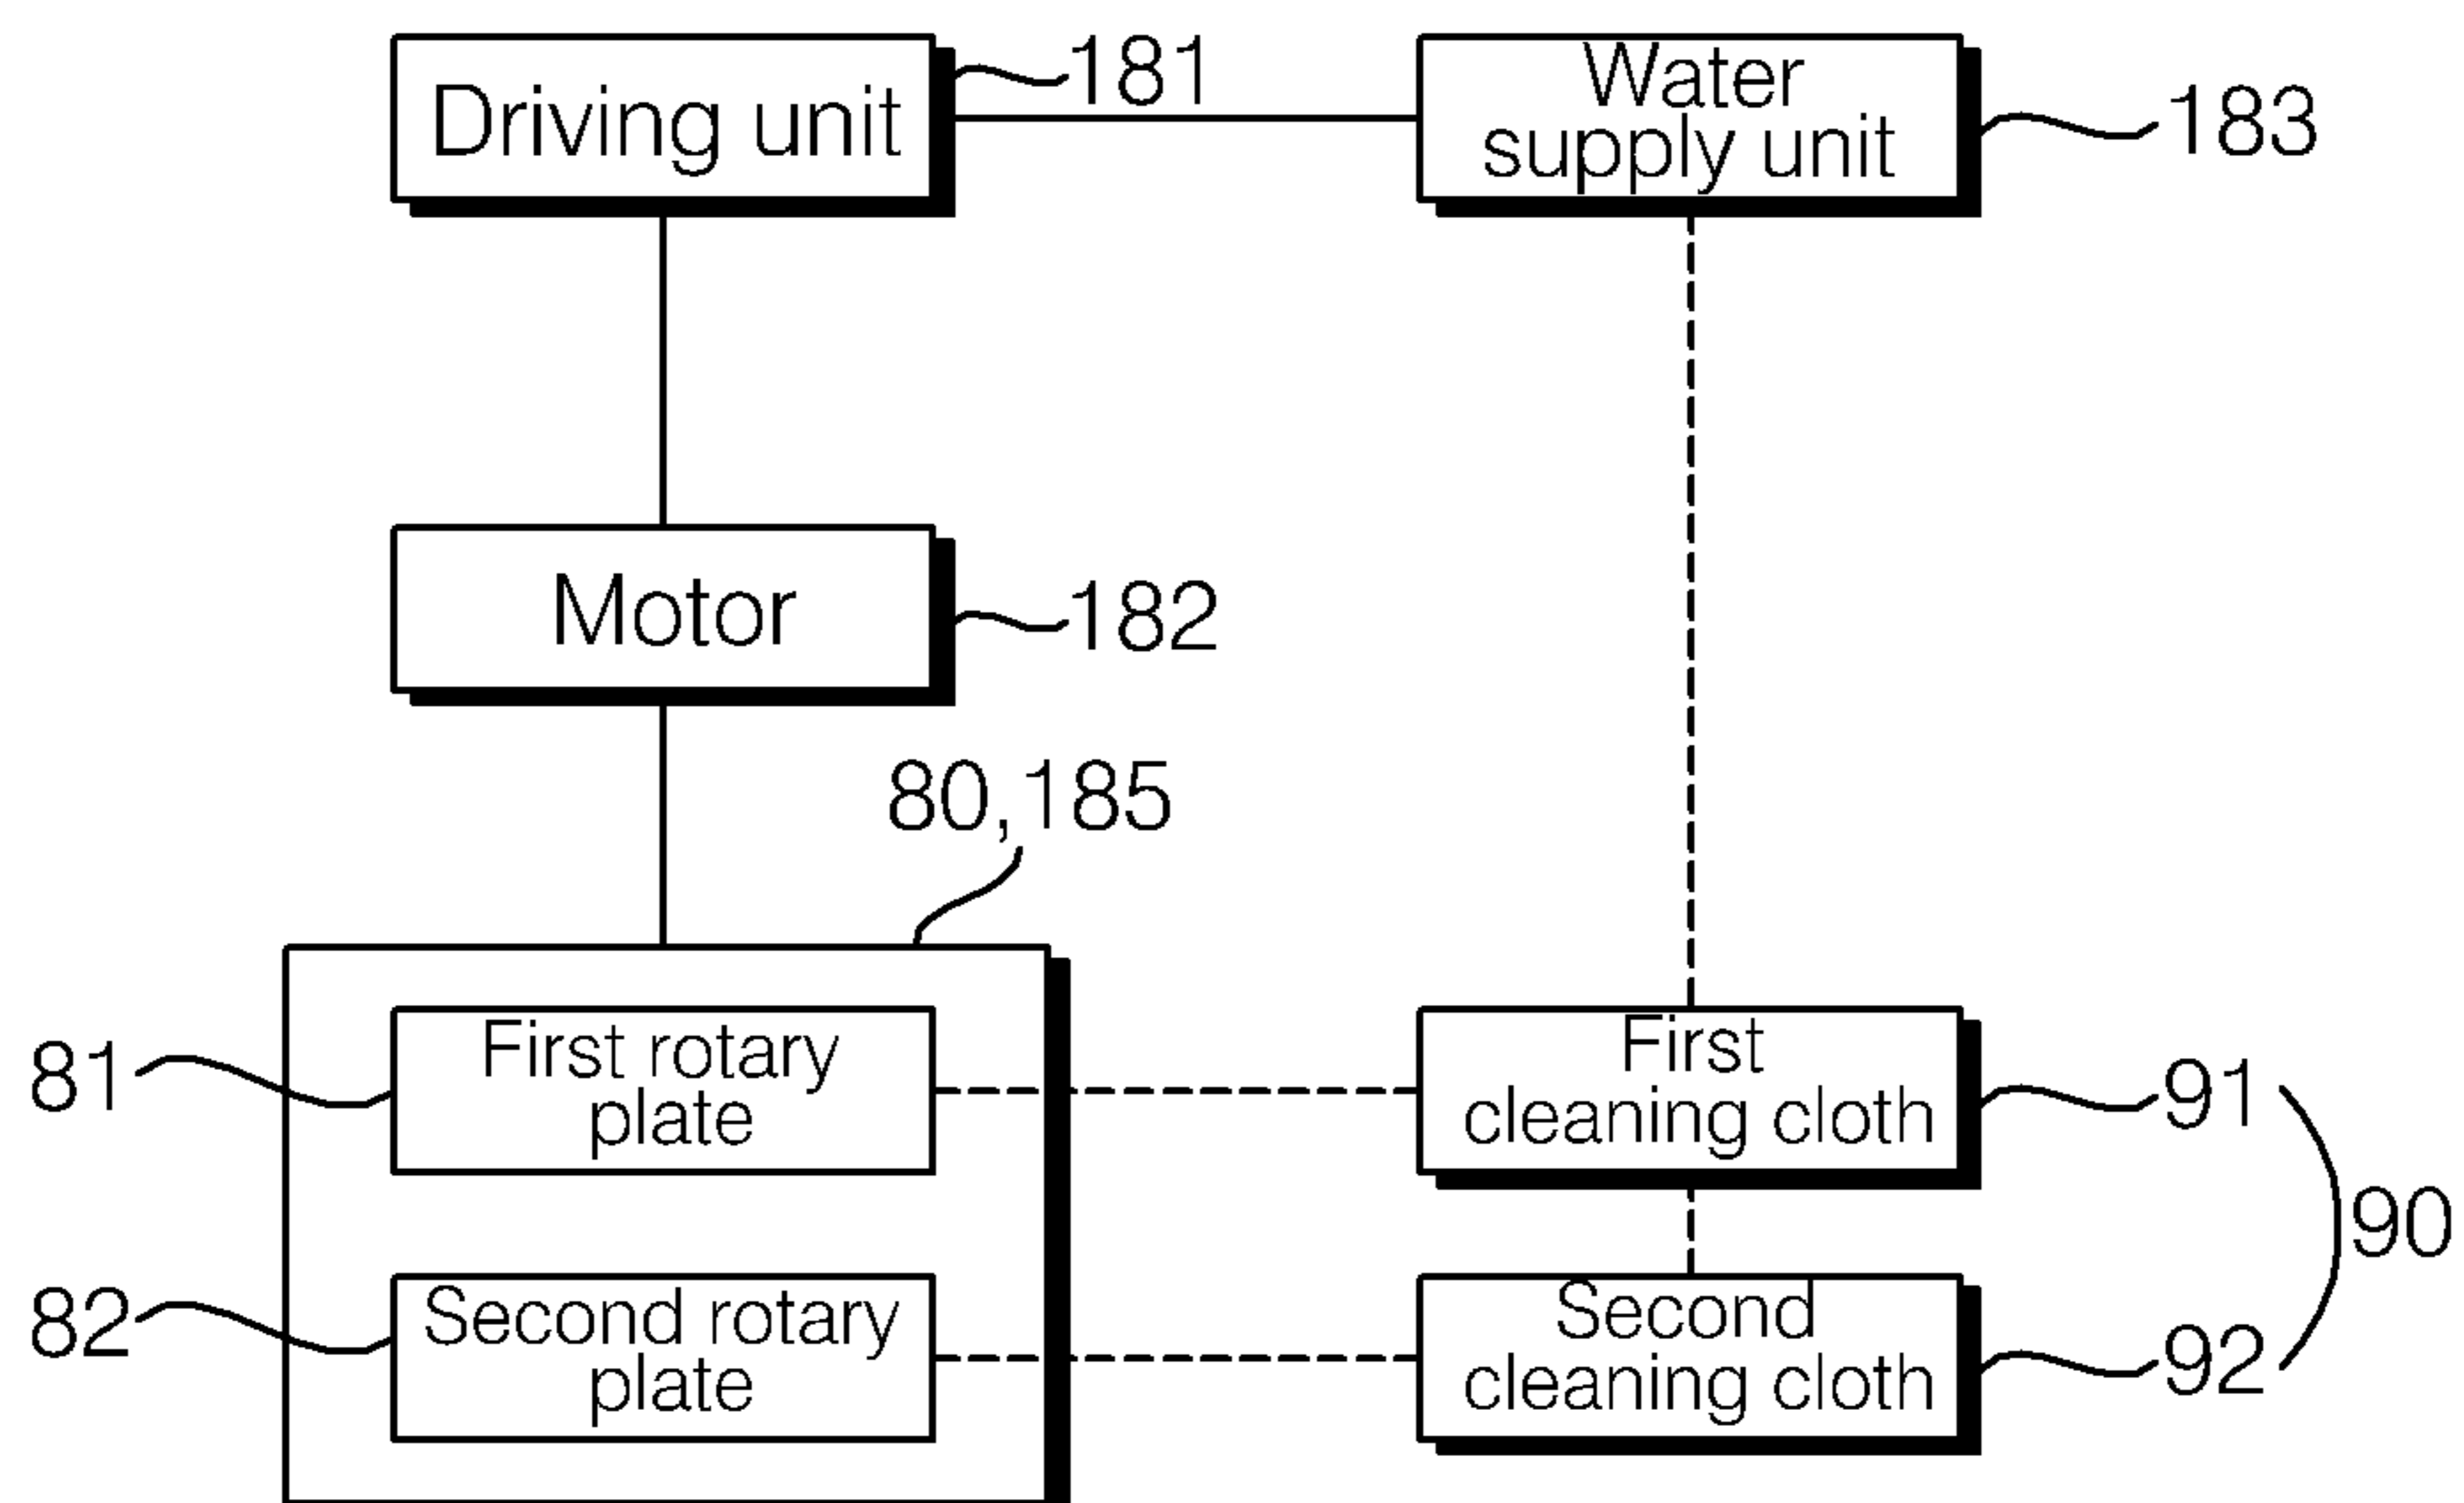 Driving unit
181
Water
supply unit
183
Motor
182
80,185
81
First rotary
plate
First
cleaning cloth
91
90
82
Second rotary
plate
Second
cleaning cloth
92